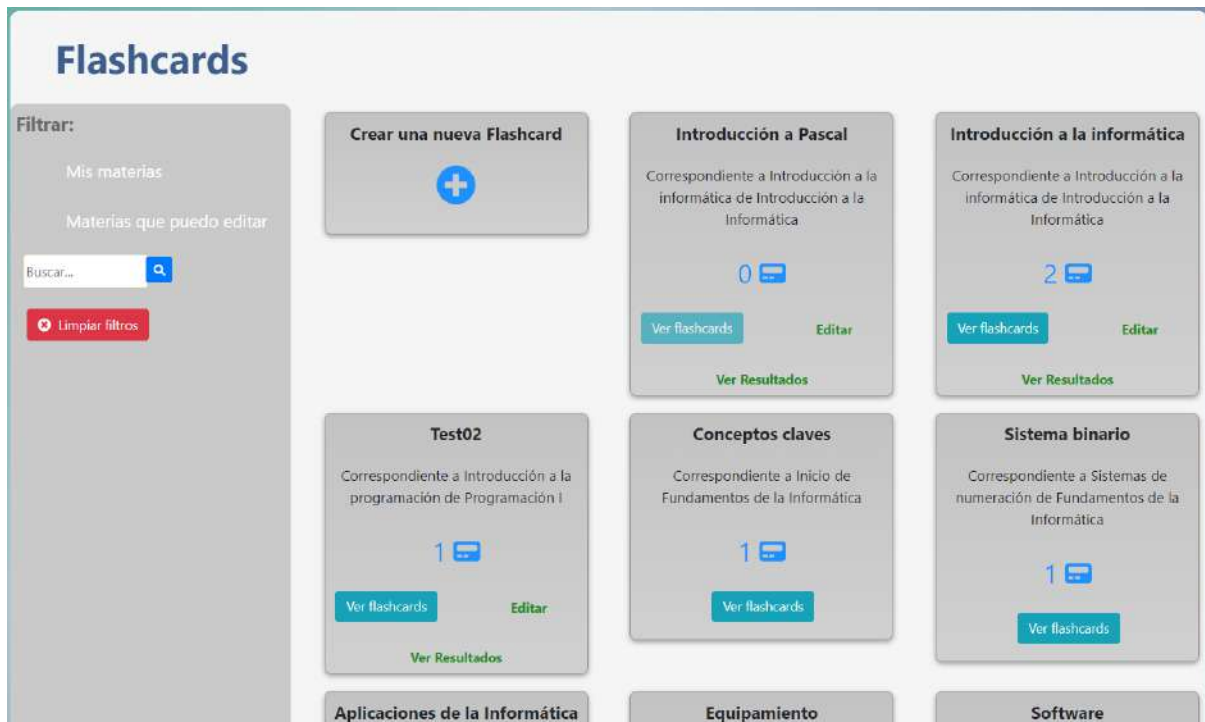 Flashcards
Filtrar:
Mis materias
Materias que puedo editar
Buscar...
Limpiar filtros
Crear una nueva Flashcard
Introducción a Pascal
Correspondiente a Introducción a la
informática de Introducción a la
Informática
0
Ver flashcards
Editar
Ver Resultados
Introducción a la informática
Correspondiente a Introducción a la
informática de Introducción a la
Informática
2
Ver flashcards
Editar
Ver Resultados
Test02
Correspondiente a Introducción a la
programación de Programación I
1
Ver flashcards
Editar
Ver Resultados
Conceptos claves
Correspondiente a Inicio de
Fundamentos de la Informática
1
Ver flashcards
Sistema binario
Correspondiente a Sistemas de
numeración de Fundamentos de la
Informática
1
Ver flashcards
Aplicaciones de la Informática
Equipamiento
Software